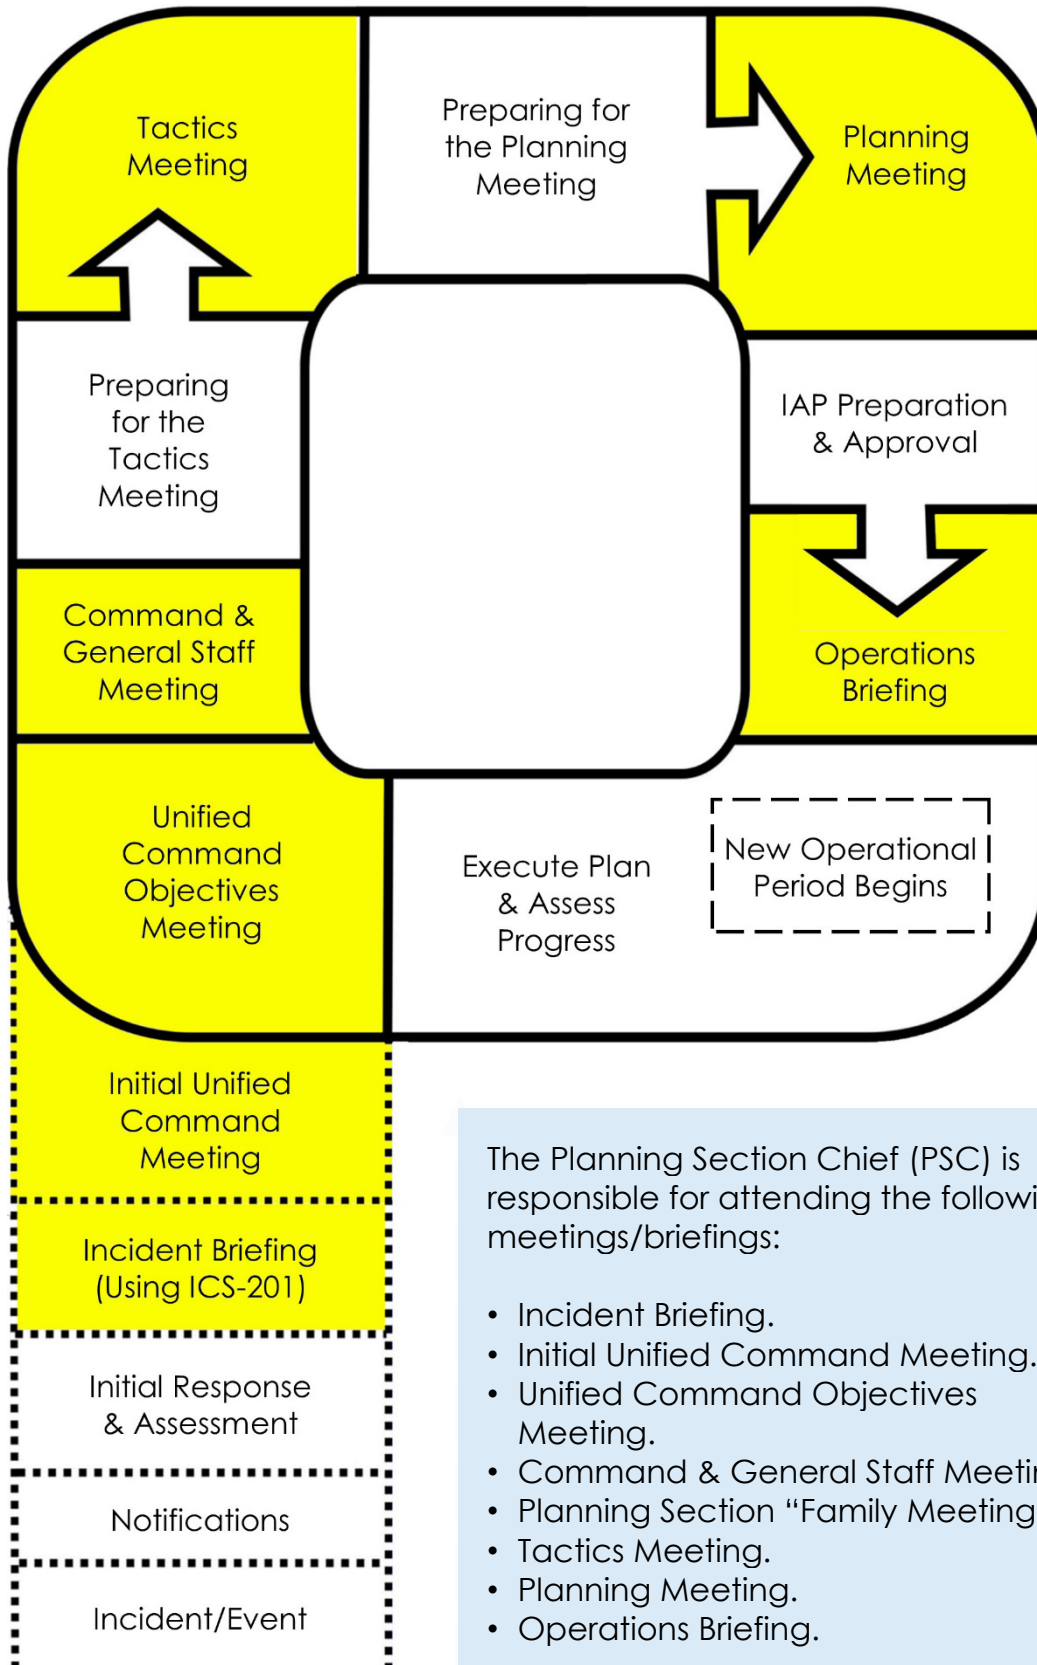 Tactics
Meeting
Preparing for
the Planning
Meeting
Planning
Meeting
Preparing
for the
Tactics
Meeting
IAP Preparation
& Approval
Command &
General Staff
Meeting
Operations
Briefing
Unified
Command
Objectives
Meeting
Execute Plan
& Assess
Progress
New Operational
Period Begins
Initial Unified
Command
Meeting
Incident Briefing
(Using ICS-201)
Initial Response
& Assessment
Notifications
Incident/Event
The Planning Section Chief (PSC) is
responsible for attending the
meetings/briefings:
• Incident Briefing.
• Initial Unified Command Meeting.
• Unified Command Objectives
Meeting.
• Command & General Staff
• Planning Section “Family Meeting
• Tactics Meeting.
• Planning Meeting.
• Operations Briefing.